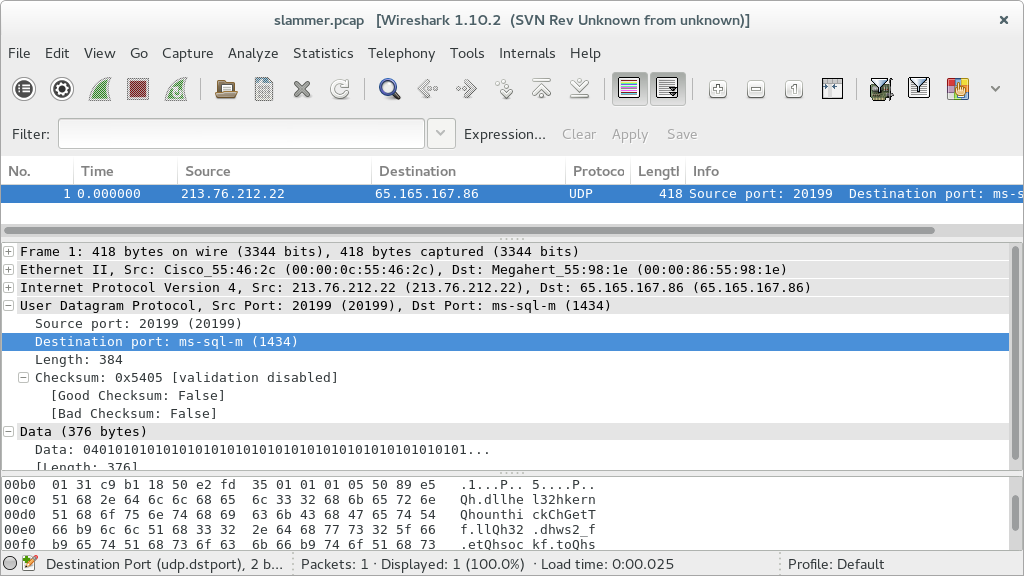 slammer.pcap [Wireshark 1.10.2 (SVN Rev Unknown from unknown)]
File Edit View Go Capture Analyze Statistics Telephony Tools Internals Help
Filter: Expression... Clear Apply Save
No. Time Source Destination Protoco Lengtl Info
1 0.000000 213.76.212.22 65.165.167.86 UDP 418 Source port: 20199 Destination port: ms-s
Frame 1: 418 bytes on wire (3344 bits), 418 bytes captured (3344 bits)
Ethernet II, Src: Cisco_55:46:2c (00:00:0c:55:46:2c), Dst: Megahert_55:98:1e (00:00:86:55:98:1e)
Internet Protocol Version 4, Src: 213.76.212.22 (213.76.212.22), Dst: 65.165.167.86 (65.165.167.86)
User Datagram Protocol, Src Port: 20199 (20199), Dst Port: ms-sql-m (1434)
Source port: 20199 (20199)
Destination port: ms-sql-m (1434)
Length: 384
Checksum: 0x5405 [validation disabled]
[Good Checksum: False]
[Bad Checksum: False]
Data (376 bytes)
Data: 040101010101010101010101010101010101010101010101...
[Length: 376]
00b0 01 31 c9 b1 18 50 e2 fd 35 01 01 01 05 50 89 e5 .1...P.. 5....P..
00c0 51 68 2e 64 6c 6c 68 65 6c 33 32 68 6b 65 72 6e Qh.dllhe l32hkern
00d0 51 68 6f 75 6e 74 68 69 63 6b 43 68 47 65 74 54 Qhounthi ckChGetT
00e0 66 b9 6c 6c 51 68 33 32 2e 64 68 77 73 32 5f 66 f.llQh32 .dhws2_f
00f0 b9 65 74 51 68 73 6f 63 6b 66 b9 74 6f 51 68 73 .etQhsoc kf.toQhs
Destination Port (udp.dstport), 2 b... Packets: 1 · Displayed: 1 (100.0%) · Load time: 0:00.025 Profile: Default